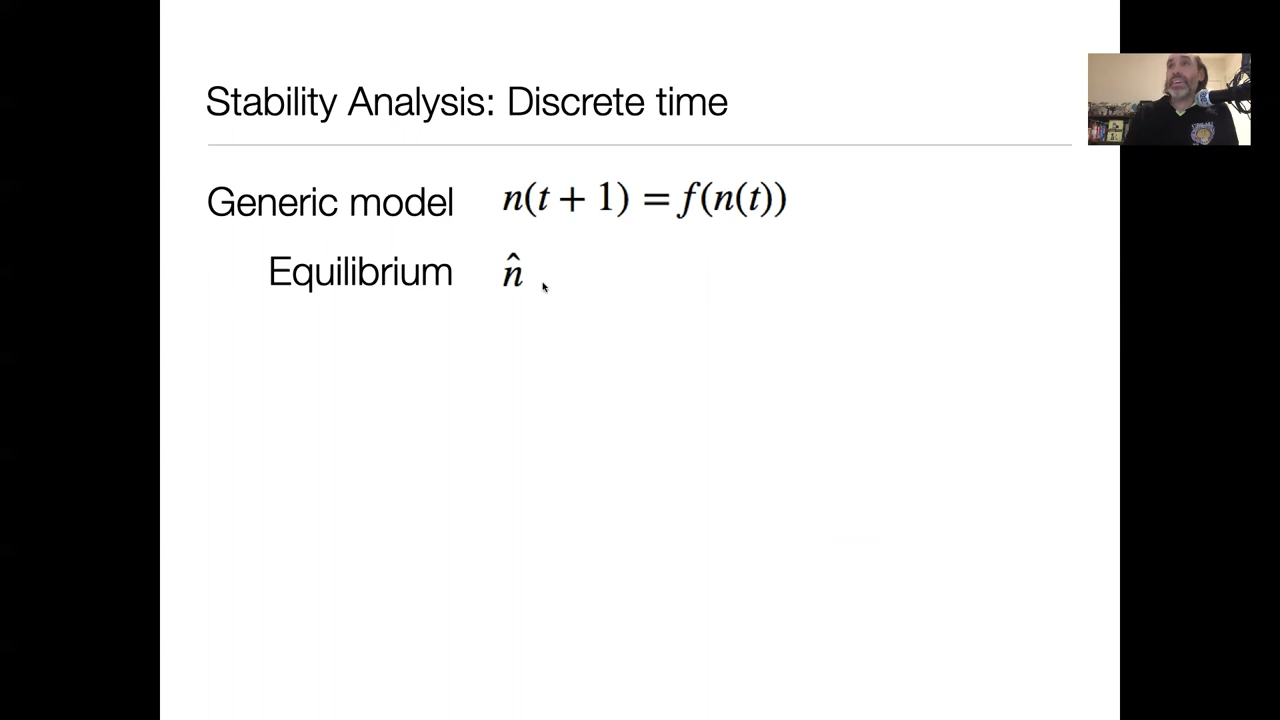 Stability Analysis: Discrete time
Generic model n(t + 1) = f(n(t))
Equilibrium n̂